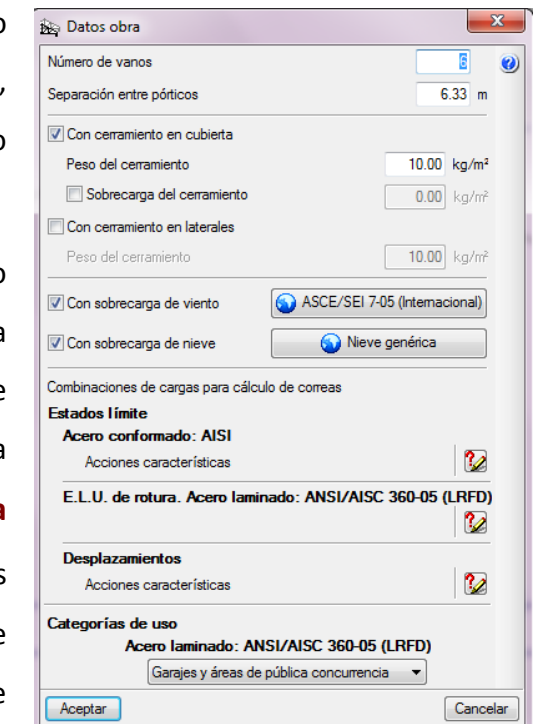 Datos obra
Número de vanos 6
Separación entre pórticos 6.33 m
Con cerramiento en cubierta
Peso del cerramiento 10.00 kg/m²
Sobrecarga del cerramiento 0.00 kg/m²
Con cerramiento en laterales
Peso del cerramiento 10.00 kg/m²
Con sobrecarga de viento ASCE/SEI 7-05 (Internacional)
Con sobrecarga de nieve Nieve genérica
Combinaciones de cargas para cálculo de correas
Estados límite
Acero conformado: AISI
Acciones características
E.L.U. de rotura. Acero laminado: ANSI/AISC 360-05 (LRFD)
Desplazamientos
Acciones características
Categorías de uso
Acero laminado: ANSI/AISC 360-05 (LRFD)
Garajes y áreas de pública concurrencia
Aceptar Cancelar